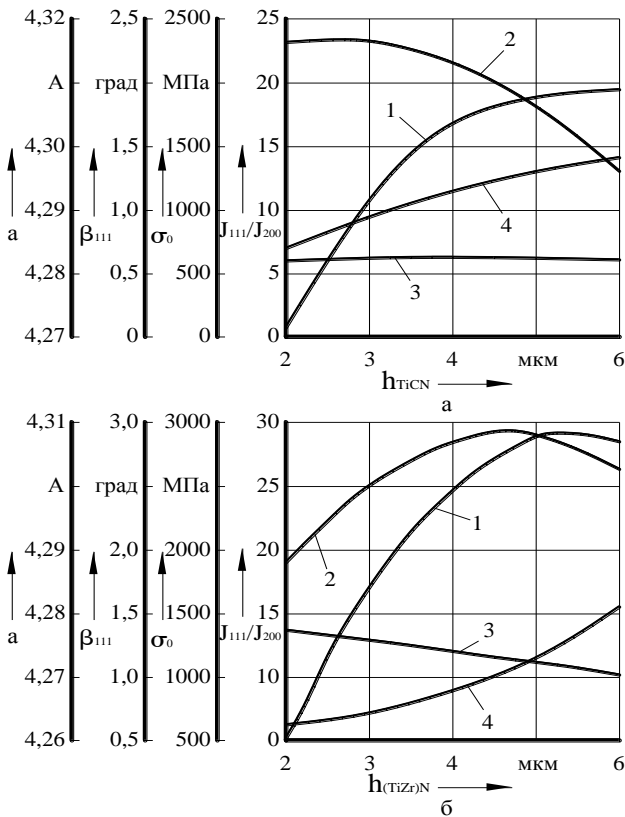 4,32 2,5 2500 25
А град МПа 20
2
1
4,30 1,5 1500 15
4,29 1,0 1000 10
4
a β₁₁₁ σ₀ J₁₁₁/J₂₀₀
4,28 0,5 500 5
3
4,27 0 0 0
2 3 4 мкм 6
hTiCN
а
4,31 3,0 3000 30
А град МПа 25
1
4,29 2,0 2000 20
2
4,28 1,5 1500 15
3
a β₁₁₁ σ₀ J₁₁₁/J₂₀₀
4,27 1,0 1000 10
4
4,26 0,5 500 0
2 3 4 мкм 6
h(TiZr)N
б